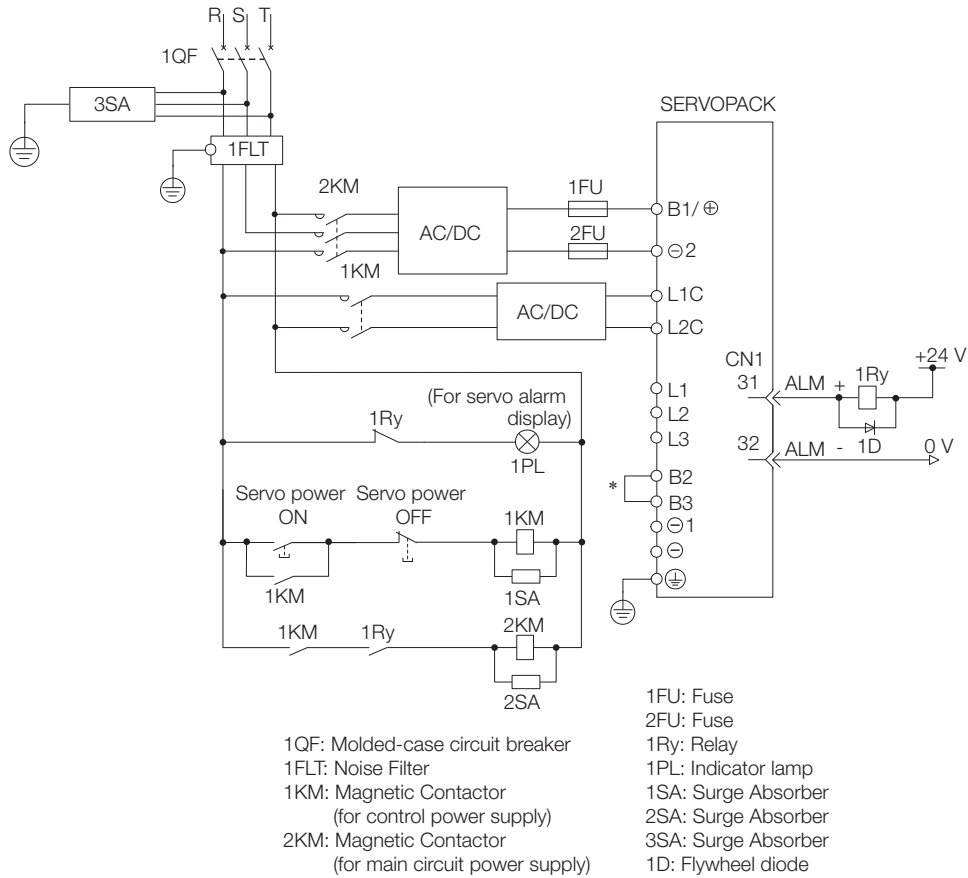 R S T
1QF
3SA
1FLT
SERVOPACK
2KM
AC/DC
1FU
B1/⊕
2FU
⊖2
1KM
AC/DC
L1C
L2C
CN1
+24 V
31
ALM +
1Ry
L1
(For servo alarm
display)
1Ry
L2
L3
1PL
32
ALM -
1D
0 V
B2
*
B3
Servo power
ON
Servo power
OFF
1KM
⊖1
⊖
1KM
1SA
1KM
1Ry
2KM
2SA
1QF: Molded-case circuit breaker
1FLT: Noise Filter
1KM: Magnetic Contactor
(for control power supply)
2KM: Magnetic Contactor
(for main circuit power supply)
1FU: Fuse
2FU: Fuse
1Ry: Relay
1PL: Indicator lamp
1SA: Surge Absorber
2SA: Surge Absorber
3SA: Surge Absorber
1D: Flywheel diode